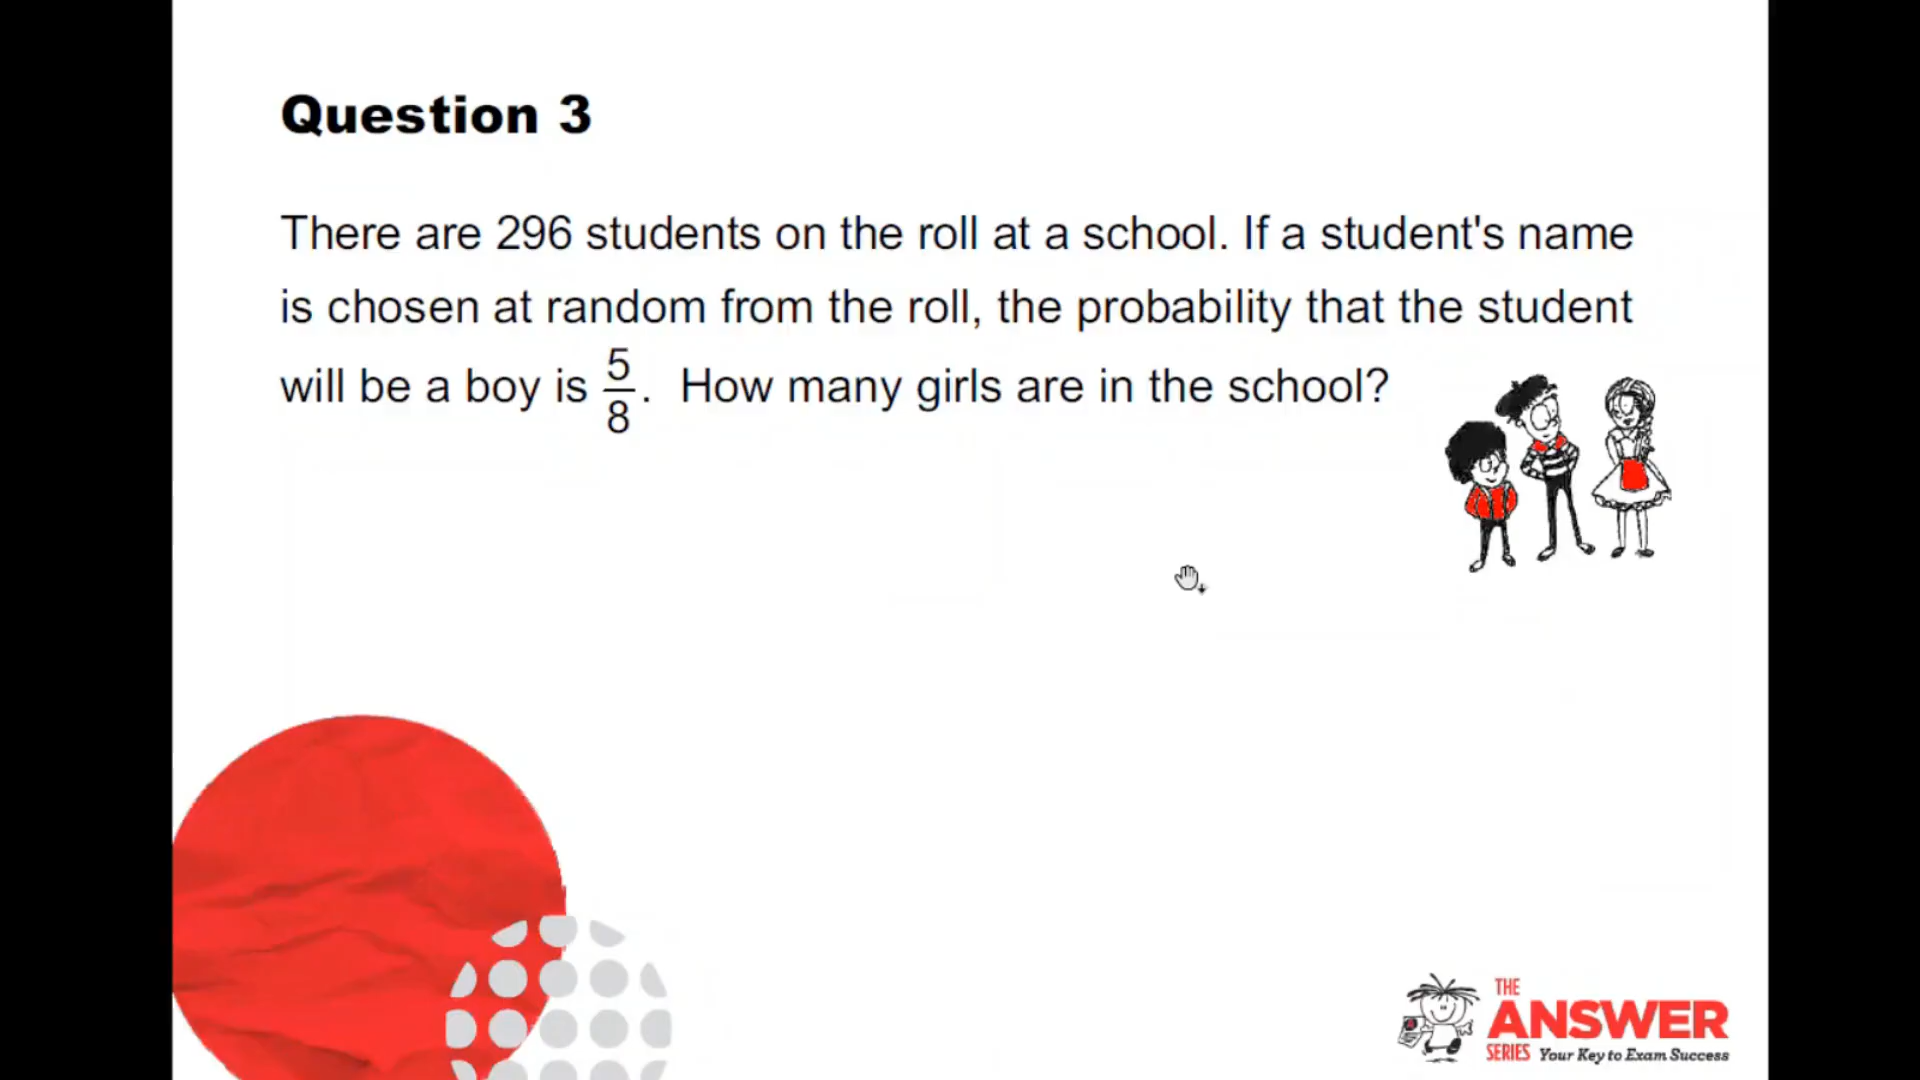 Question 3
There are 296 students on the roll at a school. If a student's name
is chosen at random from the roll, the probability that the student
will be a boy is 5/8. How many girls are in the school?
THE
ANSWER
SERIES Your Key to Exam Success